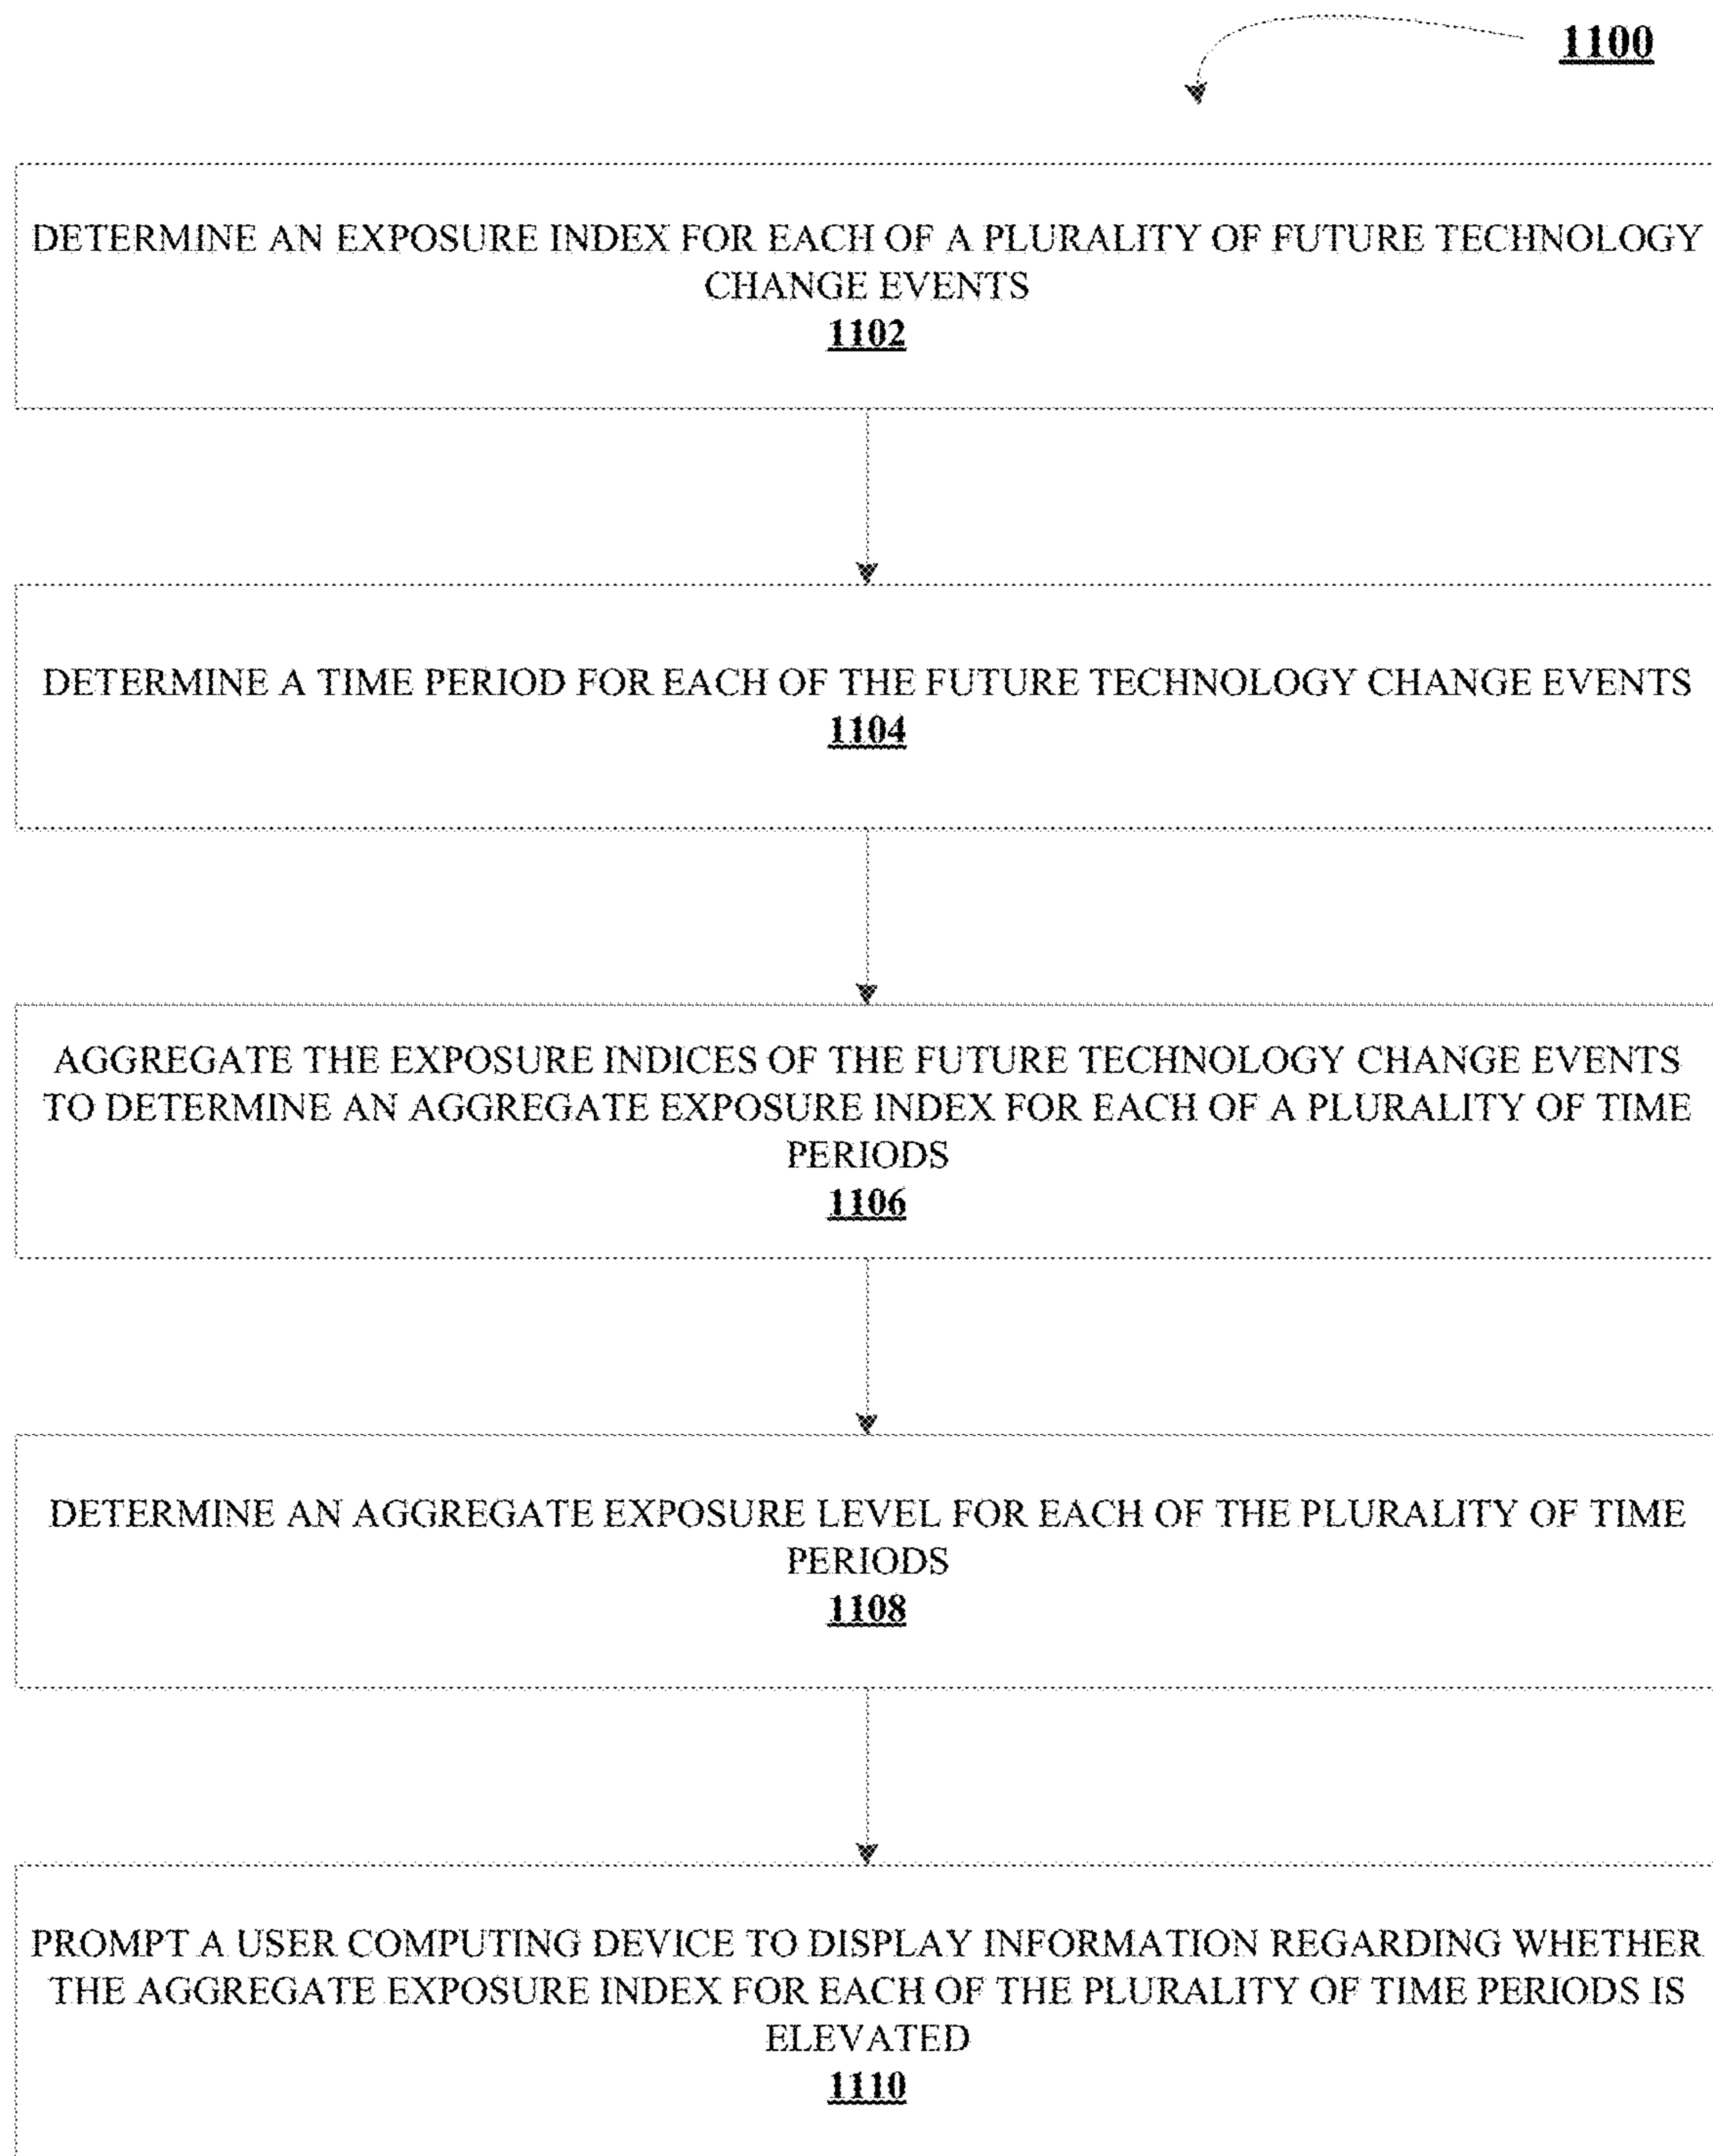 1100
DETERMINE AN EXPOSURE INDEX FOR EACH OF A PLURALITY OF FUTURE TECHNOLOGY
CHANGE EVENTS
1102
DETERMINE A TIME PERIOD FOR EACH OF THE FUTURE TECHNOLOGY CHANGE EVENTS
1104
AGGREGATE THE EXPOSURE INDICES OF THE FUTURE TECHNOLOGY CHANGE EVENTS
TO DETERMINE AN AGGREGATE EXPOSURE INDEX FOR EACH OF A PLURALITY OF TIME
PERIODS
1106
DETERMINE AN AGGREGATE EXPOSURE LEVEL FOR EACH OF THE PLURALITY OF TIME
PERIODS
1108
PROMPT A USER COMPUTING DEVICE TO DISPLAY INFORMATION REGARDING WHETHER
THE AGGREGATE EXPOSURE INDEX FOR EACH OF THE PLURALITY OF TIME PERIODS IS
ELEVATED
1110